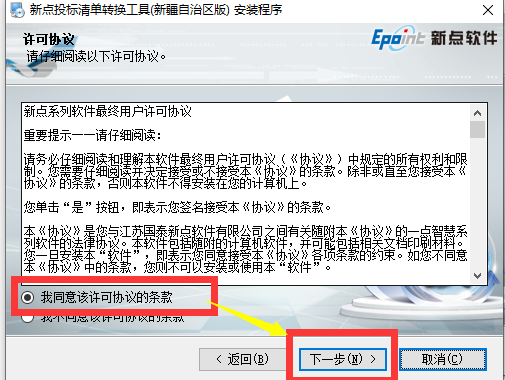 新点投标清单转换工具(新疆自治区版) 安装程序
许可协议
请仔细阅读以下许可协议。
Epoint 新点软件
新点系列软件最终用户许可协议
重要提示一一请仔细阅读:
请务必仔细阅读和理解本软件最终用户许可协议（《协议》）中规定的所有权利和限
制。您需要仔细阅读并决定接受或不接受本《协议》的条款。除非或直至您接受本《
协议》的条款，否则本软件不得安装在您的计算机上。
您单击“是”按钮，即表示您签名接受本《协议》的条款。
本《协议》是您与江苏国泰新点软件有限公司之间有关随附本《协议》的一点智慧系
列软件的法律协议。本软件包括随附的计算机软件，并可能包括相关文档印刷材料。
您一旦安装本“软件”，即表示您同意接受本《协议》各项条款的约束。如您不同意
本《协议》中的条款，您则不可以安装或使用本“软件”。
我同意该许可协议的条款
我不同意该许可协议的条款
< 返回(B)
下一步(N) >
取消(C)